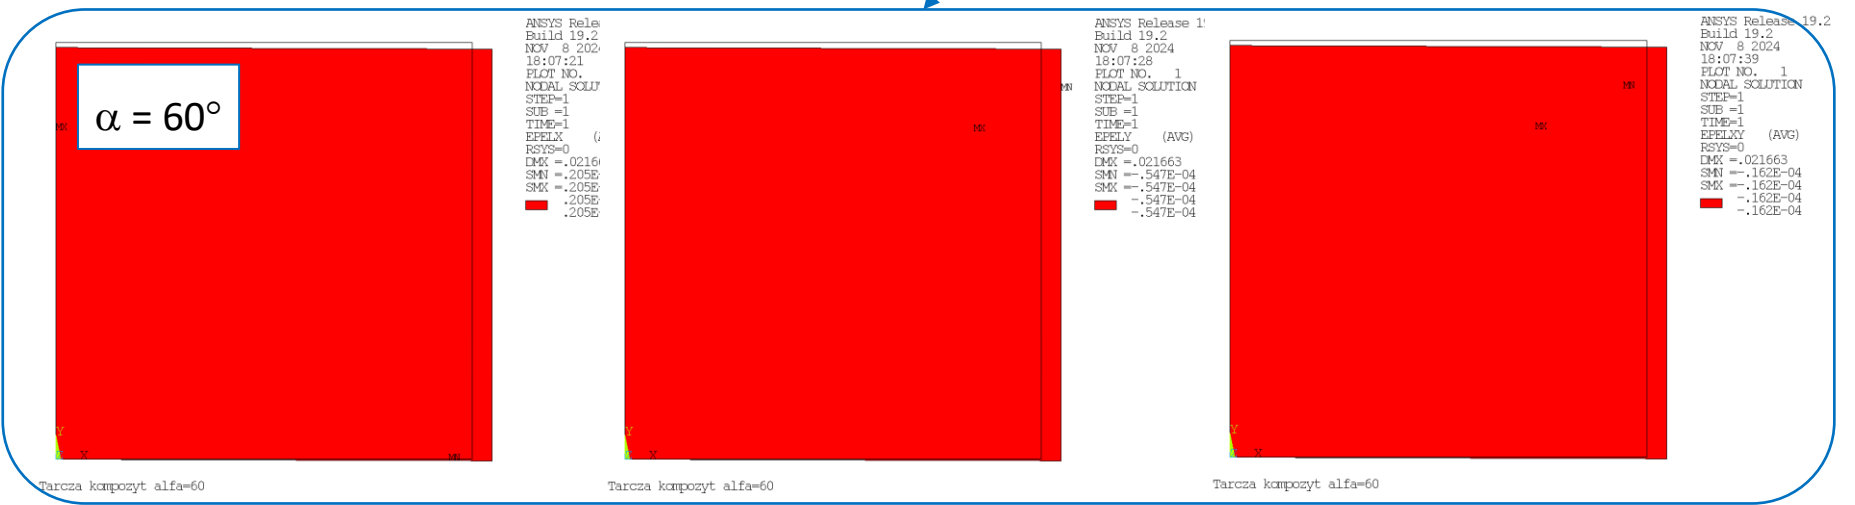 ANSYS Rele
Build 19.2
NOV 8 202
18:07:21
PLOT NO.
NODAL SOLU
STEP=1
SUB =1
TIME=1
EPELX
RSYS=0
DMX =.0216
SMN =.205E
SMX =.205E
.205E
.205E
α = 60°
MX
MN
Y
X
Tarcza kompozyt alfa=60
ANSYS Release 1
Build 19.2
NOV 8 2024
18:07:28
PLOT NO. 1
NODAL SOLUTION
STEP=1
SUB =1
TIME=1
EPELY (AVG)
RSYS=0
DMX =.021663
SMN =-.547E-04
SMX =-.547E-04
-.547E-04
-.547E-04
MN
MX
Y
X
Tarcza kompozyt alfa=60
ANSYS Release 19.2
Build 19.2
NOV 8 2024
18:07:39
PLOT NO. 1
NODAL SOLUTION
STEP=1
SUB =1
TIME=1
EPELXY (AVG)
RSYS=0
DMX =.021663
SMN =-.162E-04
SMX =-.162E-04
-.162E-04
-.162E-04
MN
MX
Y
X
Tarcza kompozyt alfa=60